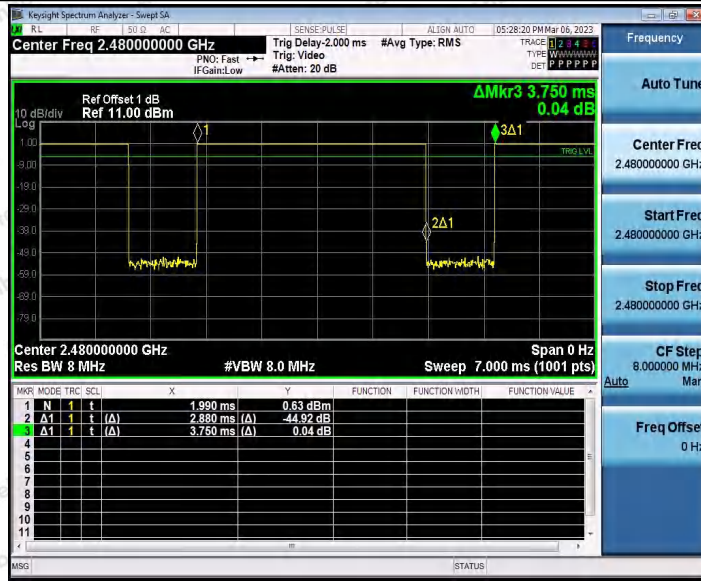 Keysight Spectrum Analyzer - Swept SA
RL RF 50 Ω AC SENSE:PULSE ALIGN AUTO 05:28:20 PM Mar 06, 2023
Center Freq 2.480000000 GHz
PNO: Fast
IFGain:Low
Trig Delay-2.000 ms
Trig: Video
#Atten: 20 dB
#Avg Type: RMS
TRACE 1 2 3 4 5 6
TYPE WWWWWW
DET P P P P P P
ΔMkr3 3.750 ms
0.04 dB
Ref Offset 1 dB
10 dB/div Ref 11.00 dBm
Log
1
3Δ1
1.00
TRIG LVL
-9.00
-19.0
-29.0
2Δ1
-39.0
-49.0
-59.0
-69.0
-79.0
Center 2.480000000 GHz Span 0 Hz
Res BW 8 MHz #VBW 8.0 MHz Sweep 7.000 ms (1001 pts)
MKR MODE TRC SCL X Y FUNCTION FUNCTION WIDTH FUNCTION VALUE
1 N 1 t 1.990 ms 0.63 dBm
2 Δ1 1 t (Δ) 2.880 ms (Δ) -44.92 dB
3 Δ1 1 t (Δ) 3.750 ms (Δ) 0.04 dB
4
5
6
7
8
9
10
11
MSG STATUS
Frequency
Auto Tune
Center Freq
2.480000000 GHz
Start Freq
2.480000000 GHz
Stop Freq
2.480000000 GHz
CF Step
8.000000 MHz
Auto Man
Freq Offset
0 Hz